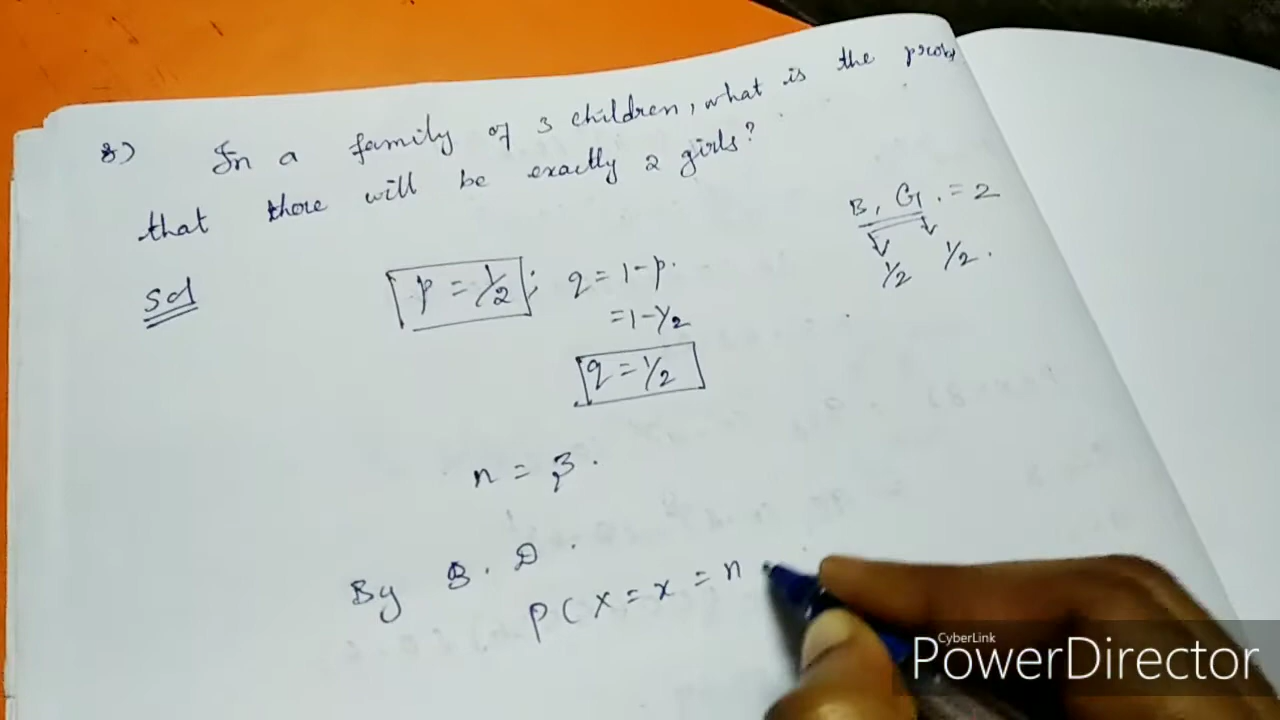 8) In a family of 3 children, what is the prob
that there will be exactly 2 girls?
B, G. = 2
1/2 1/2.
Sol
p = 1/2 ; q = 1 - p.
= 1 - 1/2
q = 1/2
n = 3.
By B. D.
P ( X = x = n
CyberLink
PowerDirector